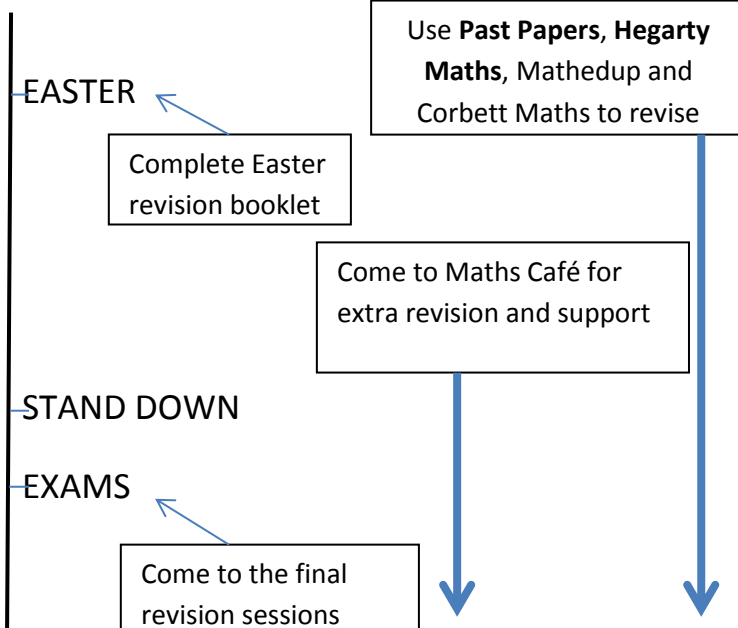 Use Past Papers, Hegarty
Maths, Mathedup and
Corbett Maths to revise
EASTER
Complete Easter
revision booklet
Come to Maths Café for
extra revision and support
STAND DOWN
EXAMS
Come to the final
revision sessions